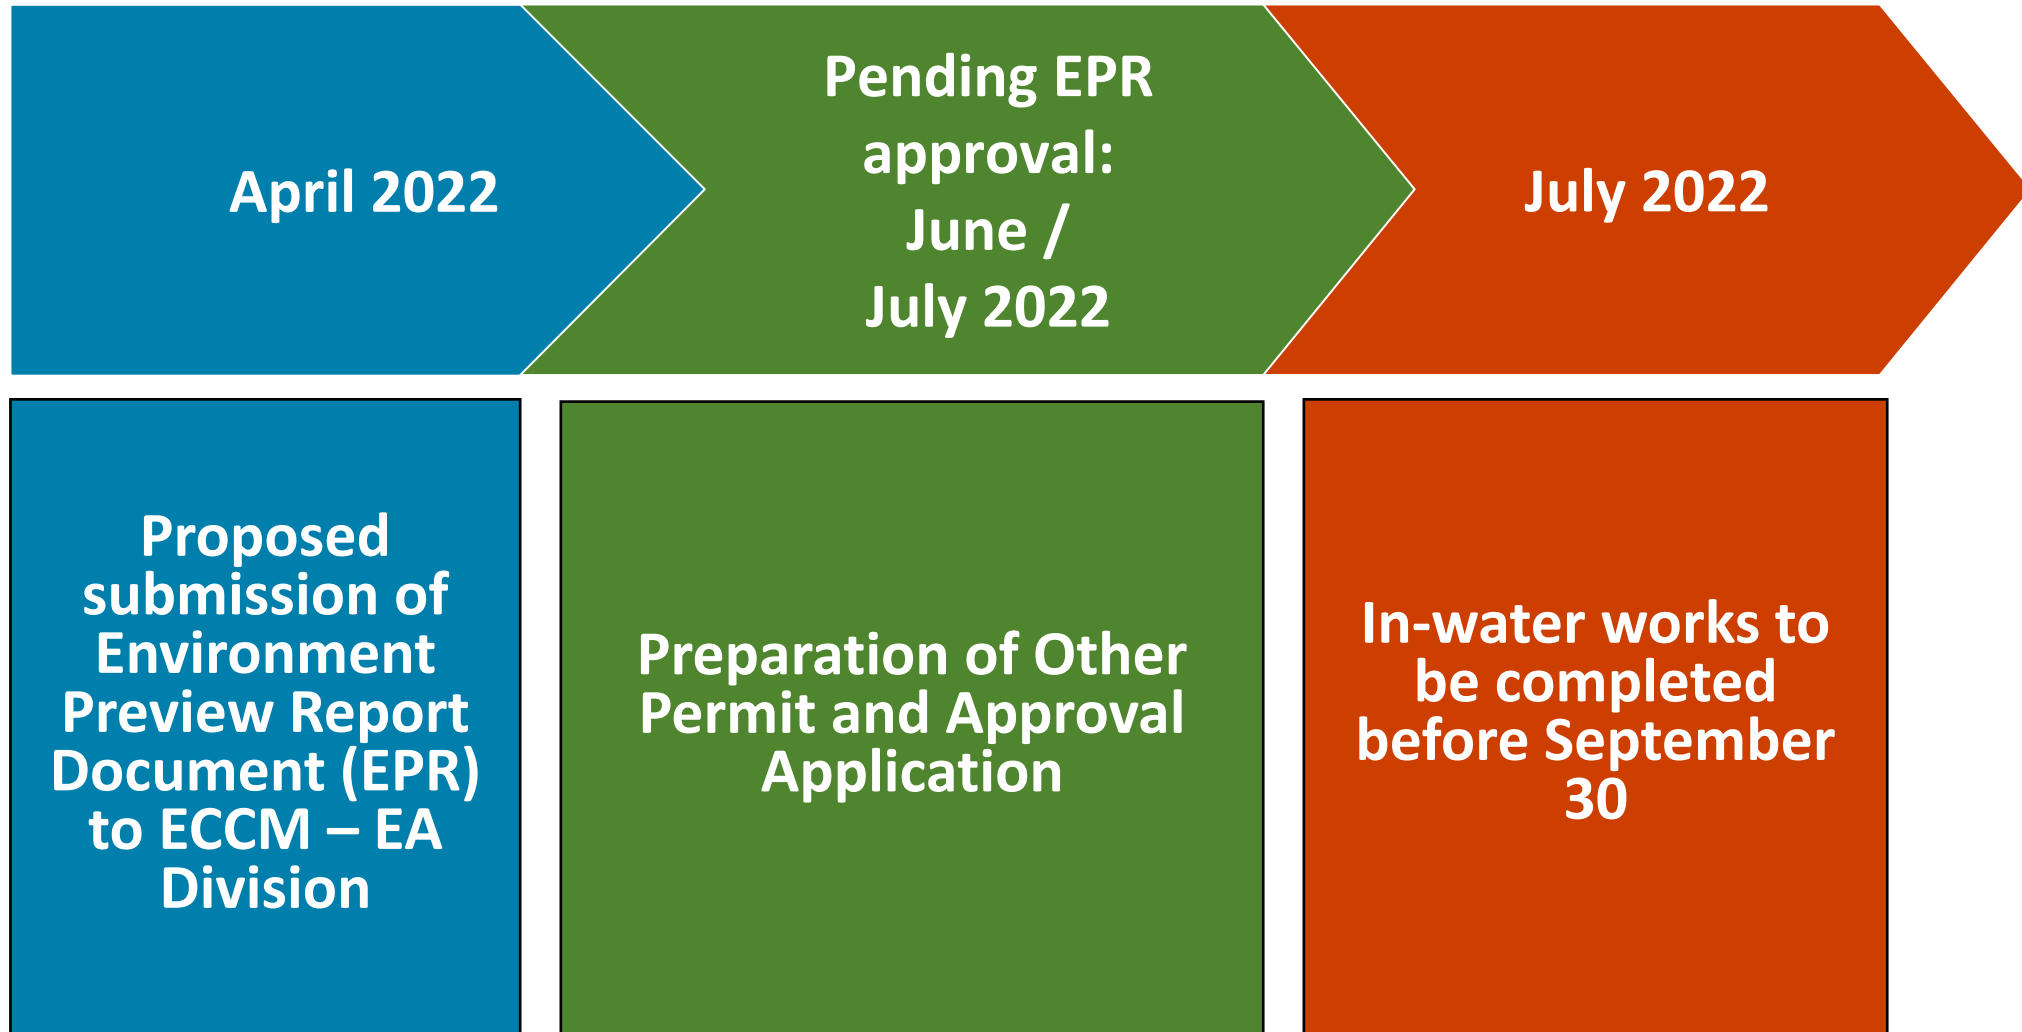 April 2022
Pending EPR
approval:
June /
July 2022
July 2022
Proposed
submission of
Environment
Preview Report
Document (EPR)
to ECCM – EA
Division
Preparation of Other
Permit and Approval
Application
In-water works to
be completed
before September
30